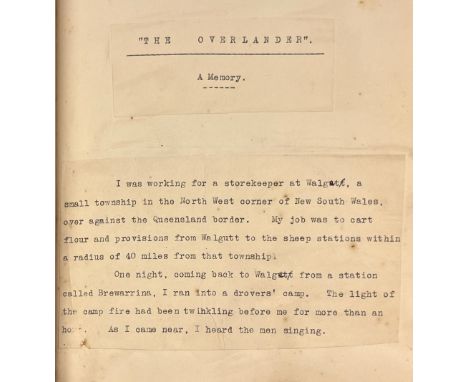 "THE OVERLANDER".
A Memory.
I was working for a storekeeper at Walgutt, a
small township in the North West corner of New South Wales,
over against the Queensland border. My job was to cart
flour and provisions from Walgutt to the sheep stations within
a radius of 40 miles from that township.
One night, coming back to Walgutt from a station
called Brewarrina, I ran into a drovers' camp. The light of
the camp fire had been twinkling before me for more than an
As I came near, I heard the men singing.